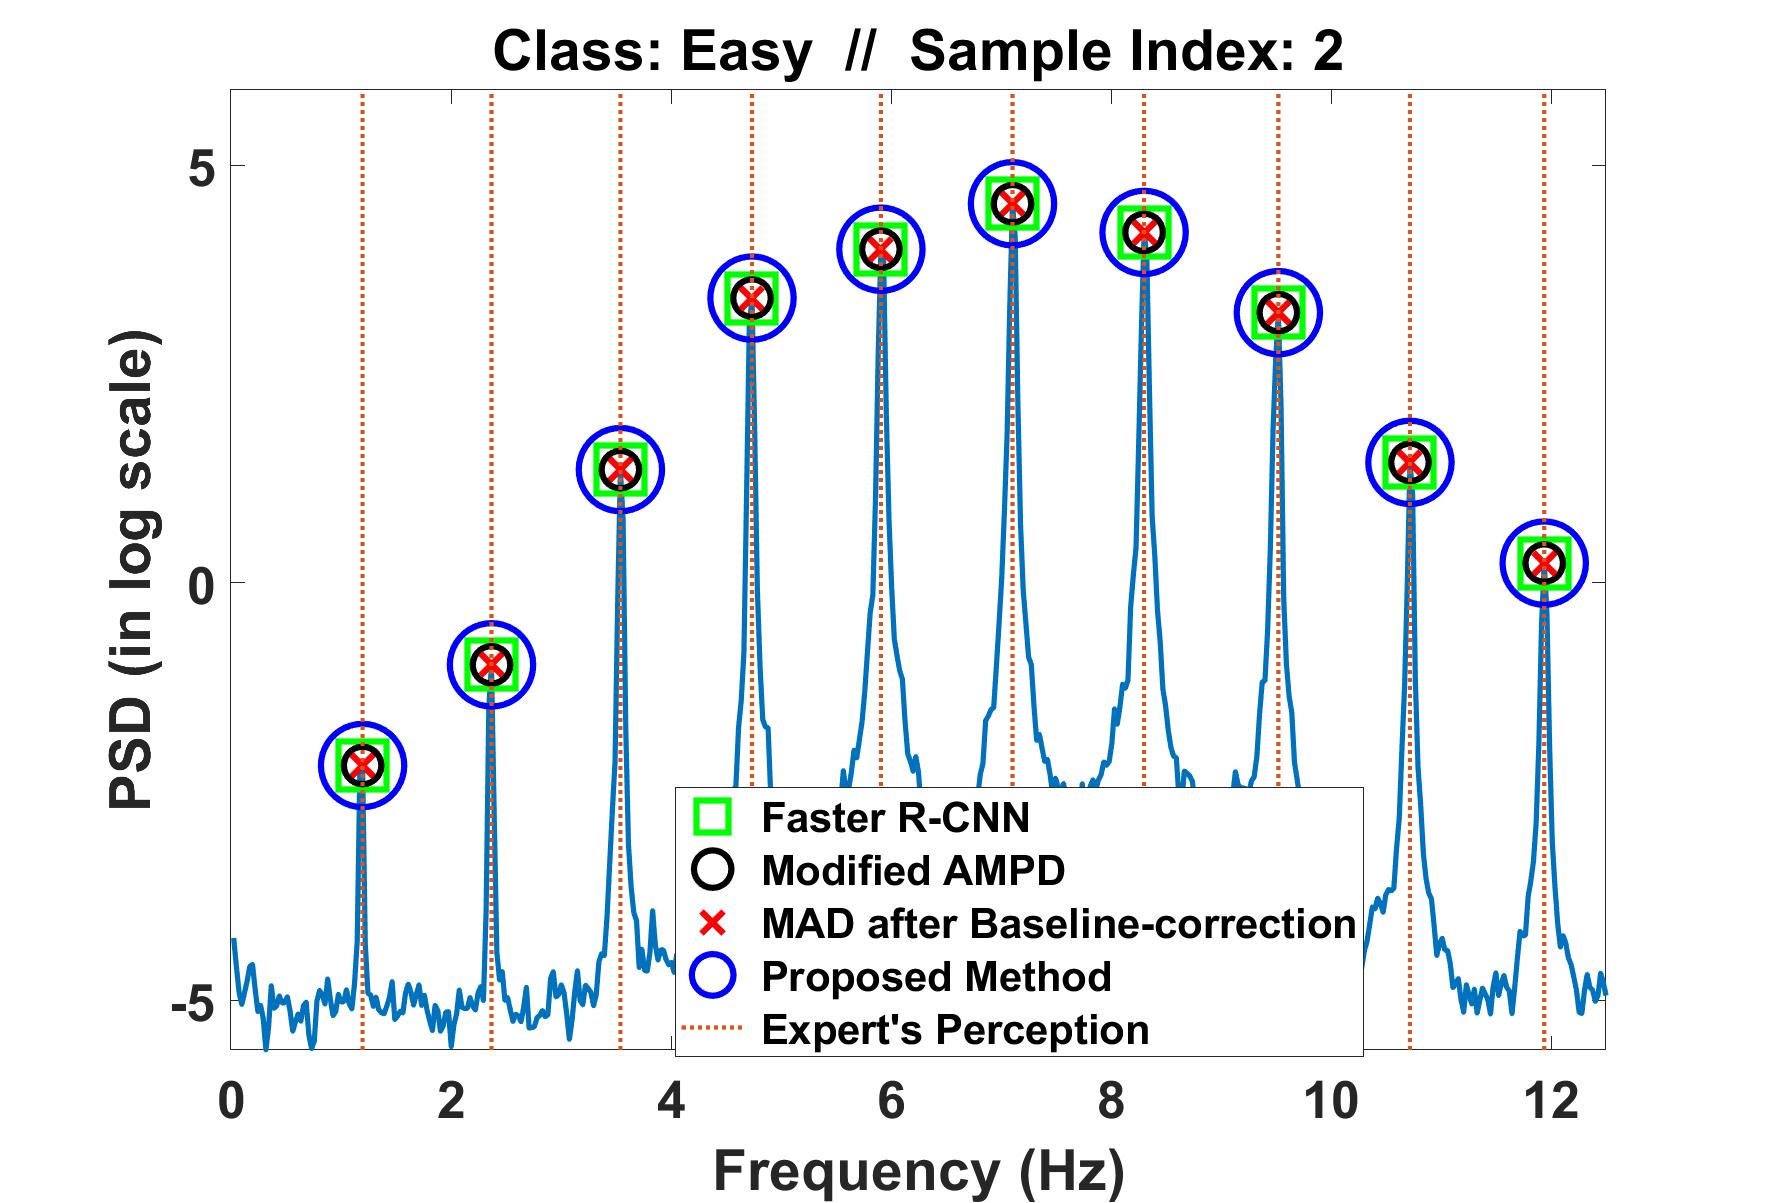 Class: Easy // Sample Index: 2
5
0
-5
PSD (in log scale)
Faster R-CNN
Modified AMPD
MAD after Baseline-correction
Proposed Method
Expert's Perception
0 2 4 6 8 10 12
Frequency (Hz)